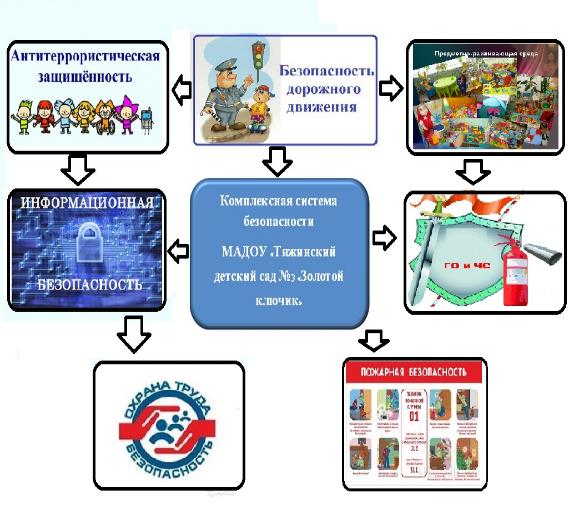 Антитеррористическая
защищённость
Безопасность
дорожного
движения
Предметно-развивающая среда
ИНФОРМАЦИОННАЯ
БЕЗОПАСНОСТЬ
Комплексная система
безопасности
МАДОУ «Тяжинский
детский сад №3 «Золотой
ключик»
ГО и ЧС
ОХРАНА ТРУДА
БЕЗОПАСНОСТЬ
ПОЖАРНАЯ БЕЗОПАСНОСТЬ
01